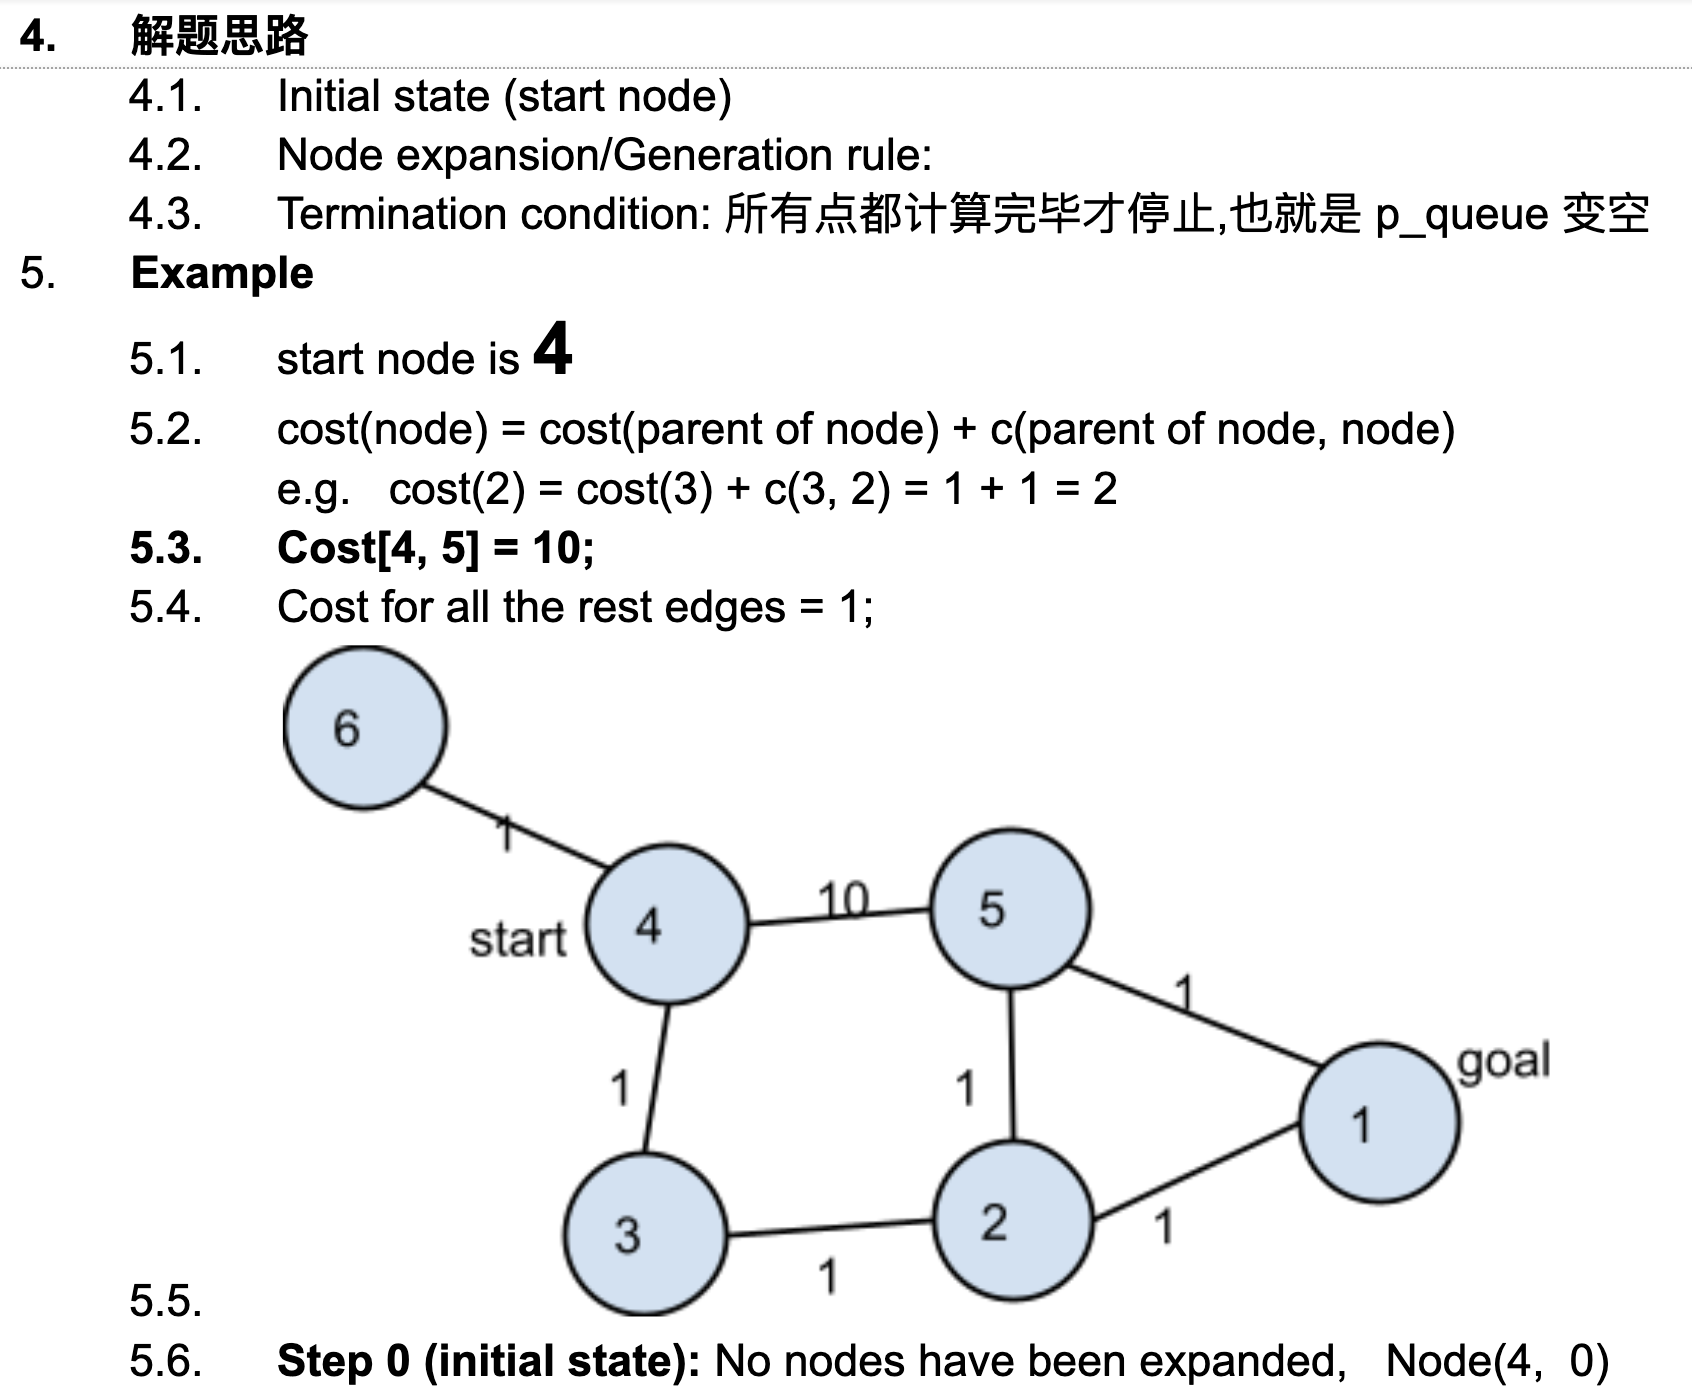 4. 解题思路
4.1. Initial state (start node)
4.2. Node expansion/Generation rule:
4.3. Termination condition: 所有点都计算完毕才停止,也就是 p_queue 变空
5. Example
5.1. start node is 4
5.2. cost(node) = cost(parent of node) + c(parent of node, node)
e.g. cost(2) = cost(3) + c(3, 2) = 1 + 1 = 2
5.3. Cost[4, 5] = 10;
5.4. Cost for all the rest edges = 1;
6
1
10
5
start 4
1
goal
1
1
1
3
2
1
1
5.5.
5.6. Step 0 (initial state): No nodes have been expanded, Node(4, 0)